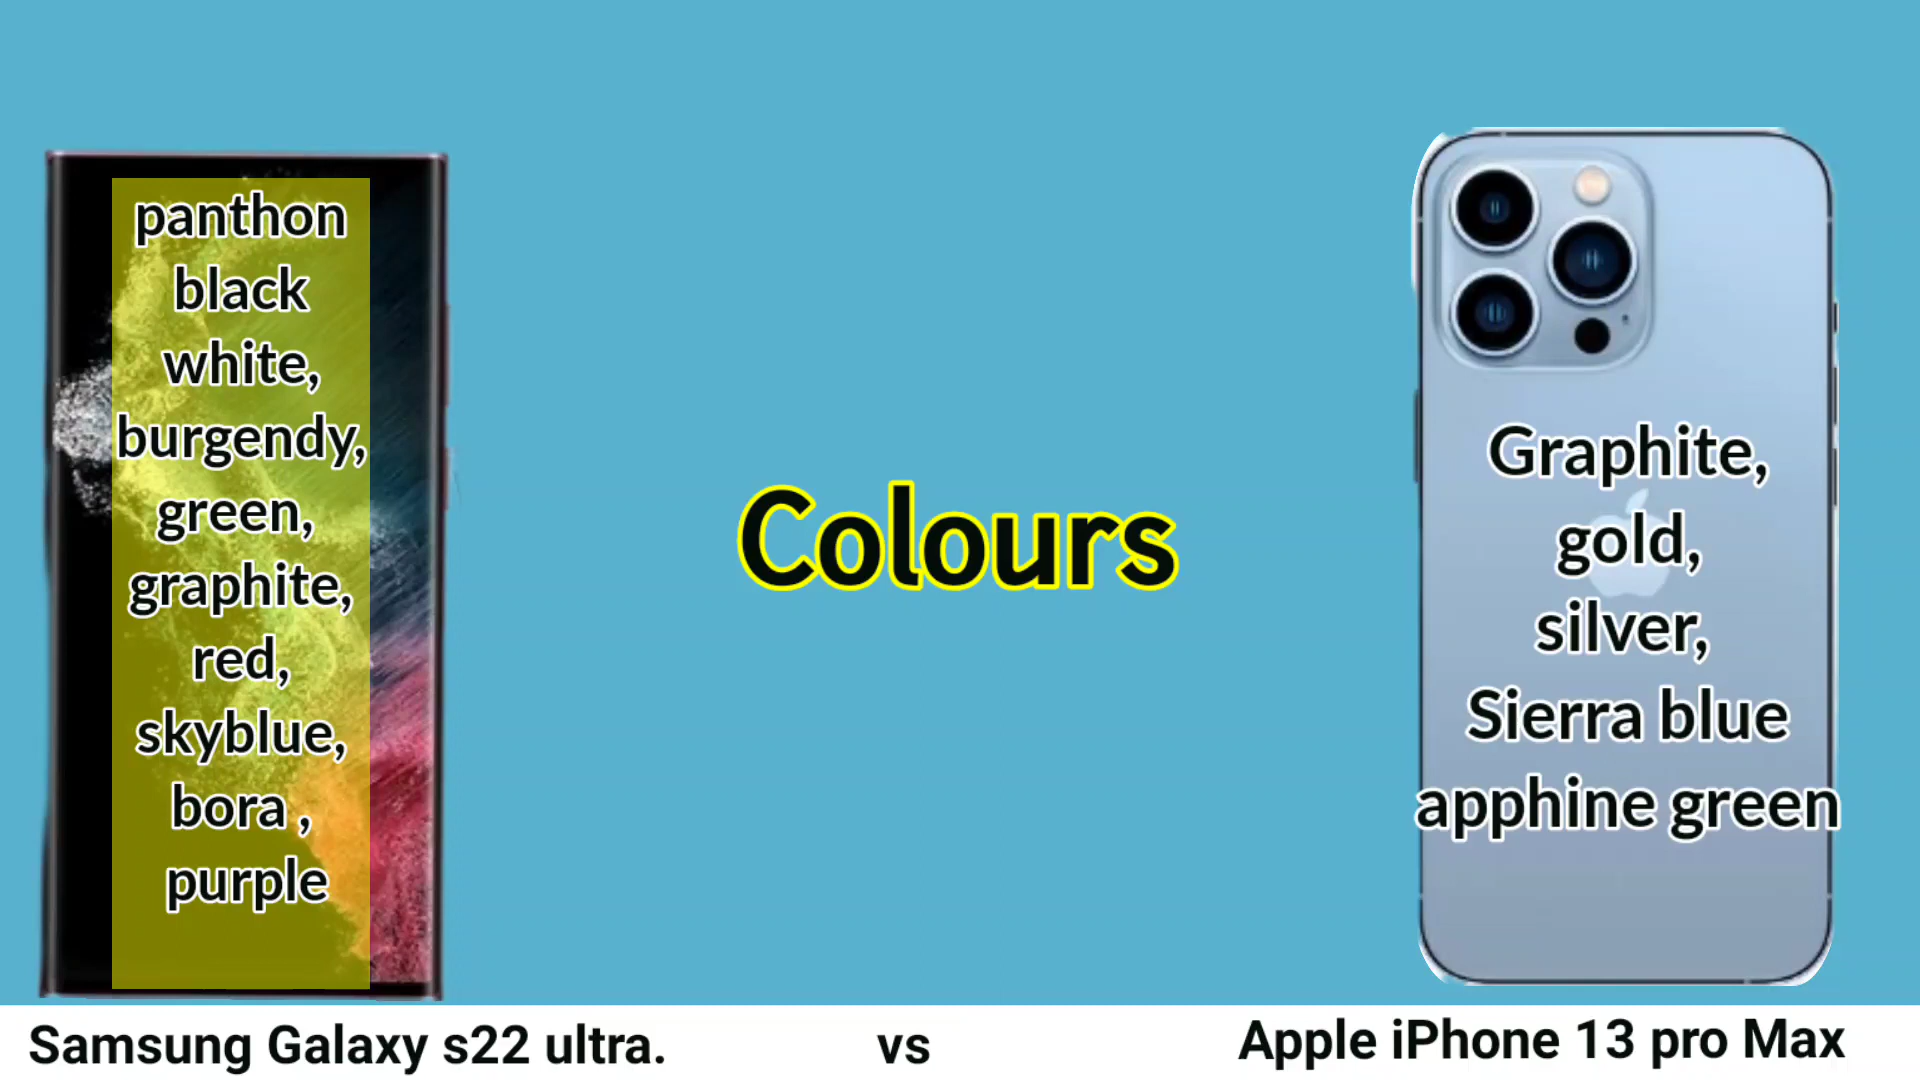 panthon
black
white,
burgendy,
green,
graphite,
red,
skyblue,
bora ,
purple
Colours
Graphite,
gold,
silver,
Sierra blue
apphine green
Samsung Galaxy s22 ultra.
vs
Apple iPhone 13 pro Max